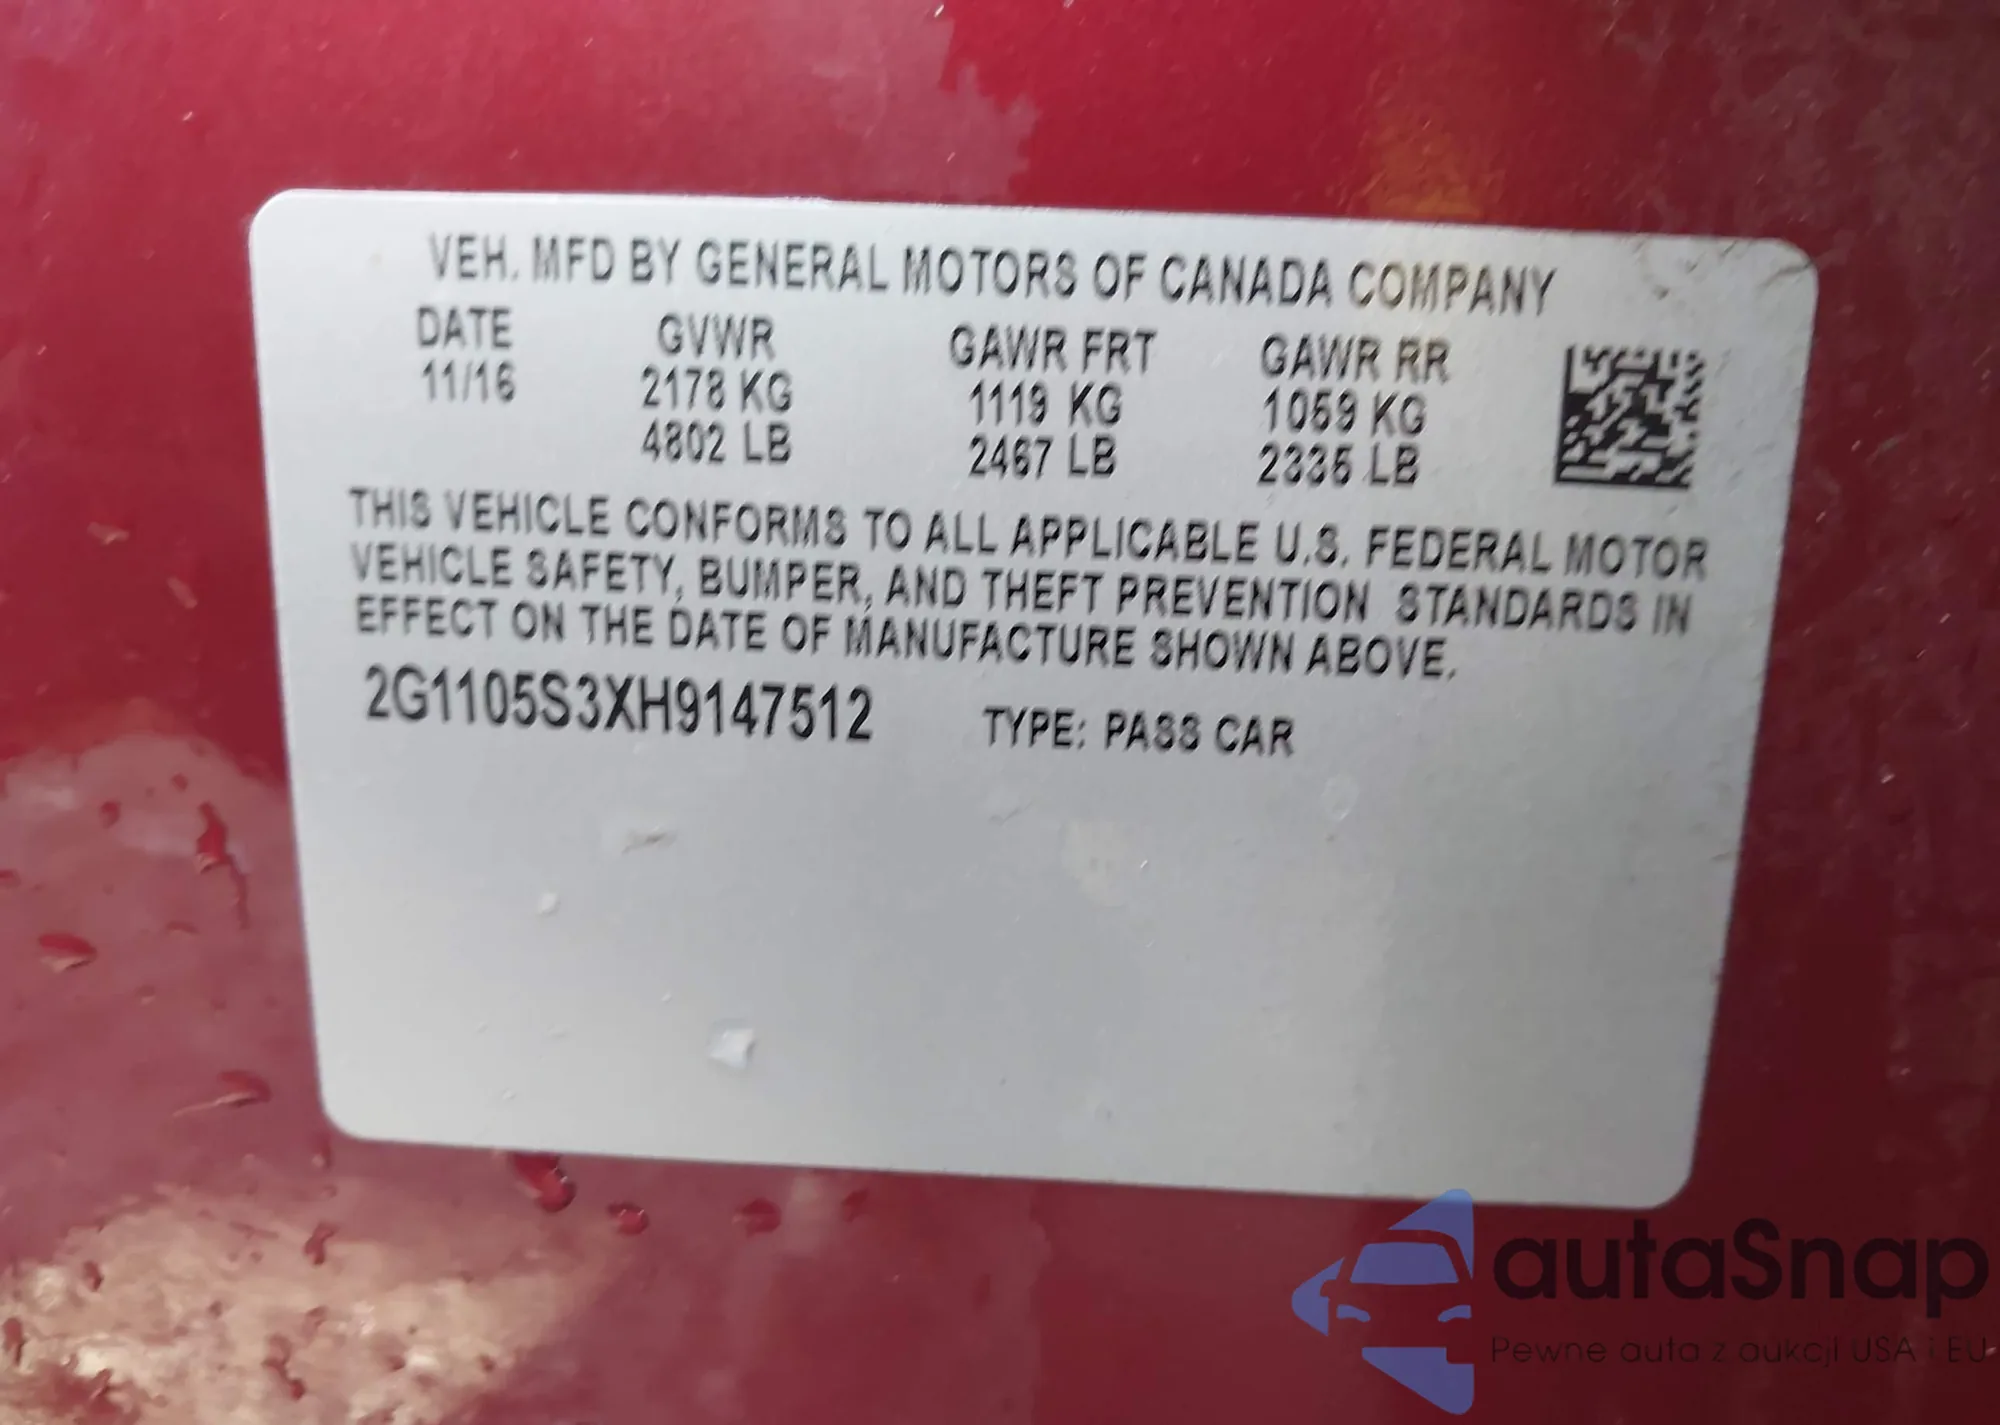 VEH. MFD BY GENERAL MOTORS OF CANADA COMPANY
DATE GVWR GAWR FRT GAWR RR
11/16 2178 KG 1119 KG 1059 KG
4802 LB 2467 LB 2335 LB
THIS VEHICLE CONFORMS TO ALL APPLICABLE U.S. FEDERAL MOTOR
VEHICLE SAFETY, BUMPER, AND THEFT PREVENTION STANDARDS IN
EFFECT ON THE DATE OF MANUFACTURE SHOWN ABOVE.
2G1105S3XH9147512 TYPE: PASS CAR
autaSnap
Pewne auta z aukcji USA i EU